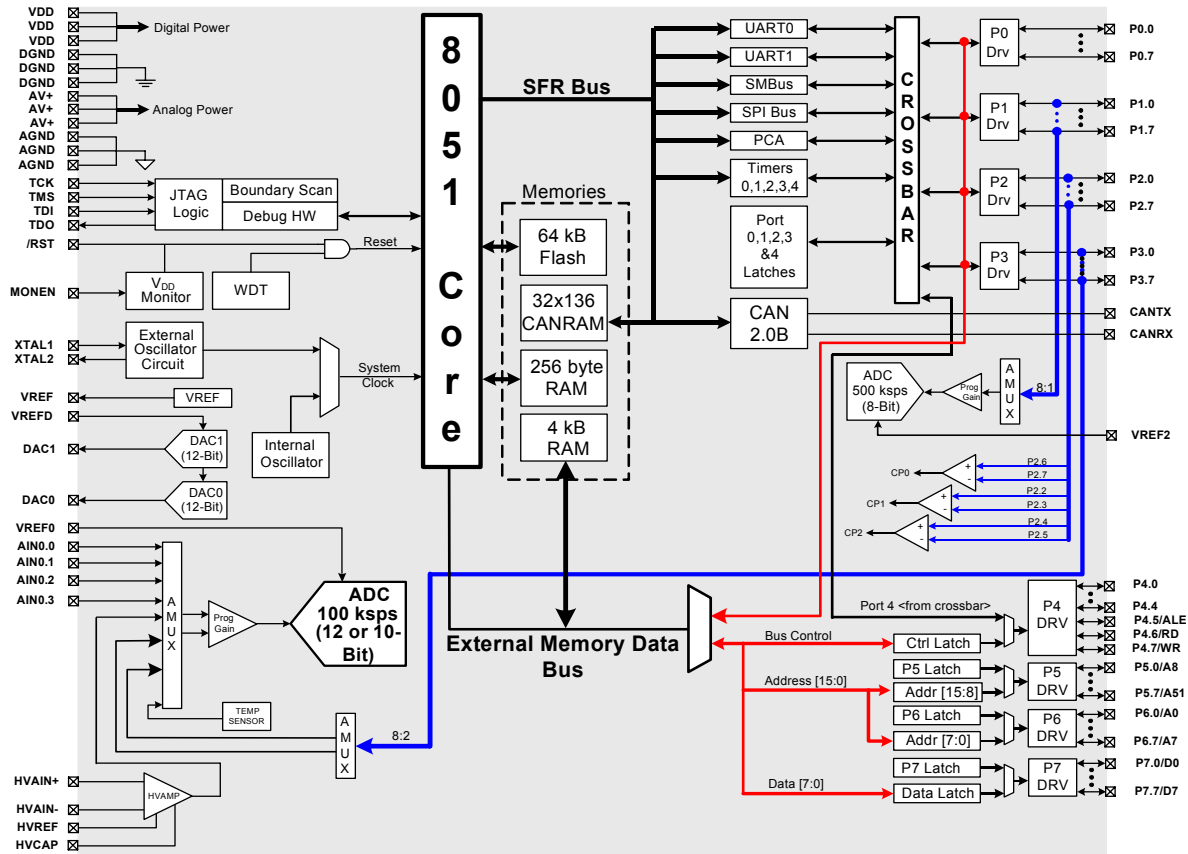 VDD
VDD
VDD
DGND
DGND
DGND
AV+
AV+
AV+
AGND
AGND
AGND
Digital Power
Analog Power
TCK
TMS
TDI
TDO
/RST
MONEN
JTAG
Logic
Boundary Scan
Debug HW
Reset
VDD
Monitor
WDT
XTAL1
XTAL2
External
Oscillator
Circuit
System
Clock
Internal
Oscillator
VREF
VREF
VREFD
DAC1
DAC1
(12-Bit)
DAC0
DAC0
(12-Bit)
VREF0
AIN0.0
AIN0.1
AIN0.2
AIN0.3
AMUX
Prog
Gain
ADC
100 ksps
(12 or 10-
Bit)
TEMP
SENSOR
AMUX
8:2
HVAIN+
HVAIN-
HVREF
HVCAP
HVAMP
8051 Core
SFR Bus
Memories
64 kB
Flash
32x136
CANRAM
256 byte
RAM
4 kB
RAM
External Memory Data
Bus
UART0
UART1
SMBus
SPI Bus
PCA
Timers
0,1,2,3,4
Port
0,1,2,3
&4
Latches
CAN
2.0B
CROSSBAR
P0
Drv
P1
Drv
P2
Drv
P3
Drv
P0.0
P0.7
P1.0
P1.7
P2.0
P2.7
P3.0
P3.7
CANTX
CANRX
VREF2
ADC
500 ksps
(8-Bit)
Prog
Gain
AMUX
8:1
CP0
+
-
P2.6
P2.7
CP1
+
-
P2.2
P2.3
CP2
+
-
P2.4
P2.5
Port 4 <from crossbar>
Bus Control
Ctrl Latch
Address [15:0]
P5 Latch
Addr [15:8]
P6 Latch
Addr [7:0]
Data [7:0]
P7 Latch
Data Latch
P4
DRV
P5
DRV
P6
DRV
P7
DRV
P4.0
P4.4
P4.5/ALE
P4.6/RD
P4.7/WR
P5.0/A8
P5.7/A51
P6.0/A0
P6.7/A7
P7.0/D0
P7.7/D7